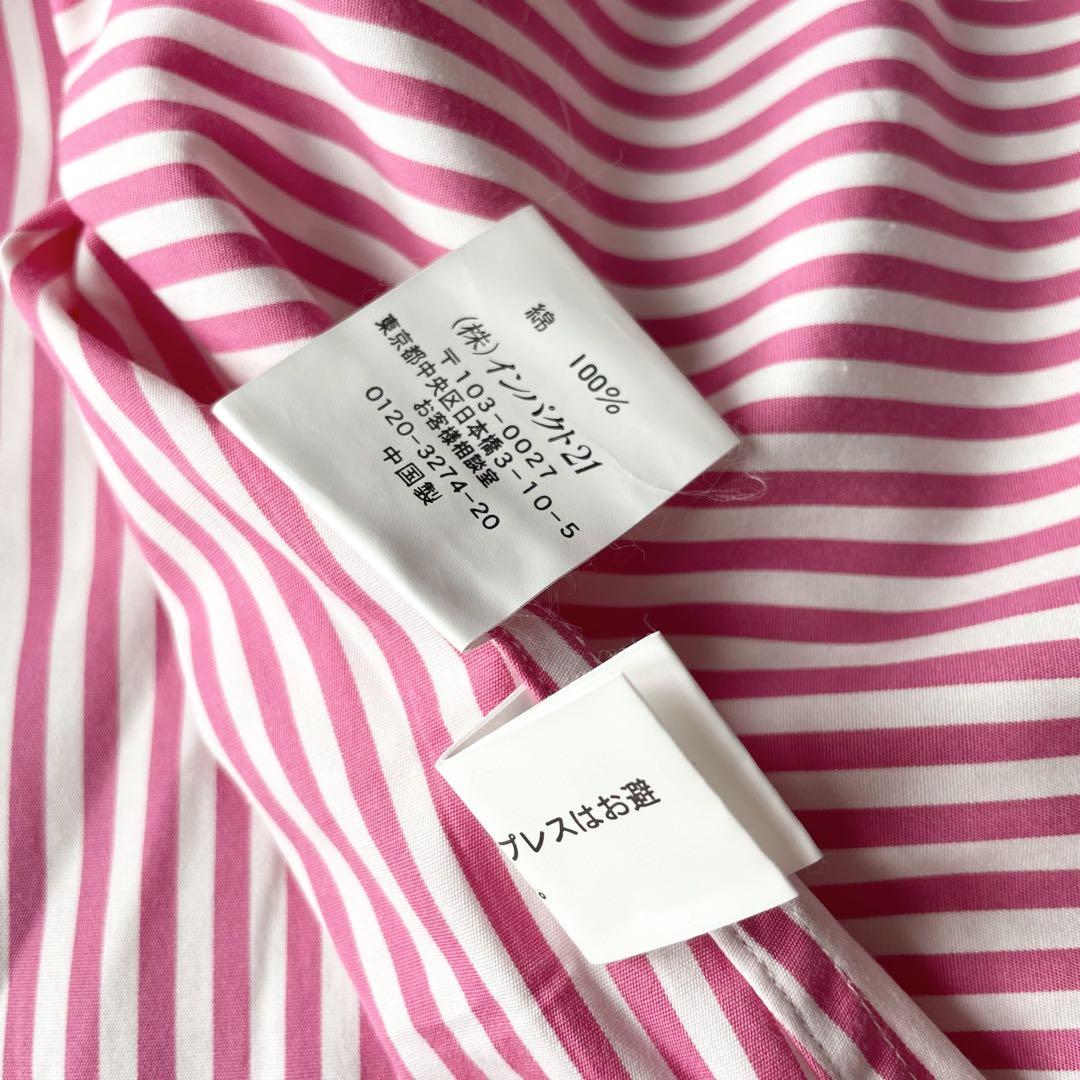 綿 100%
(株)インパクト21
〒103-0027
東京都中央区日本橋3-10-5
お客様相談室
0120-3274-20
中国製
プレスはお避
。